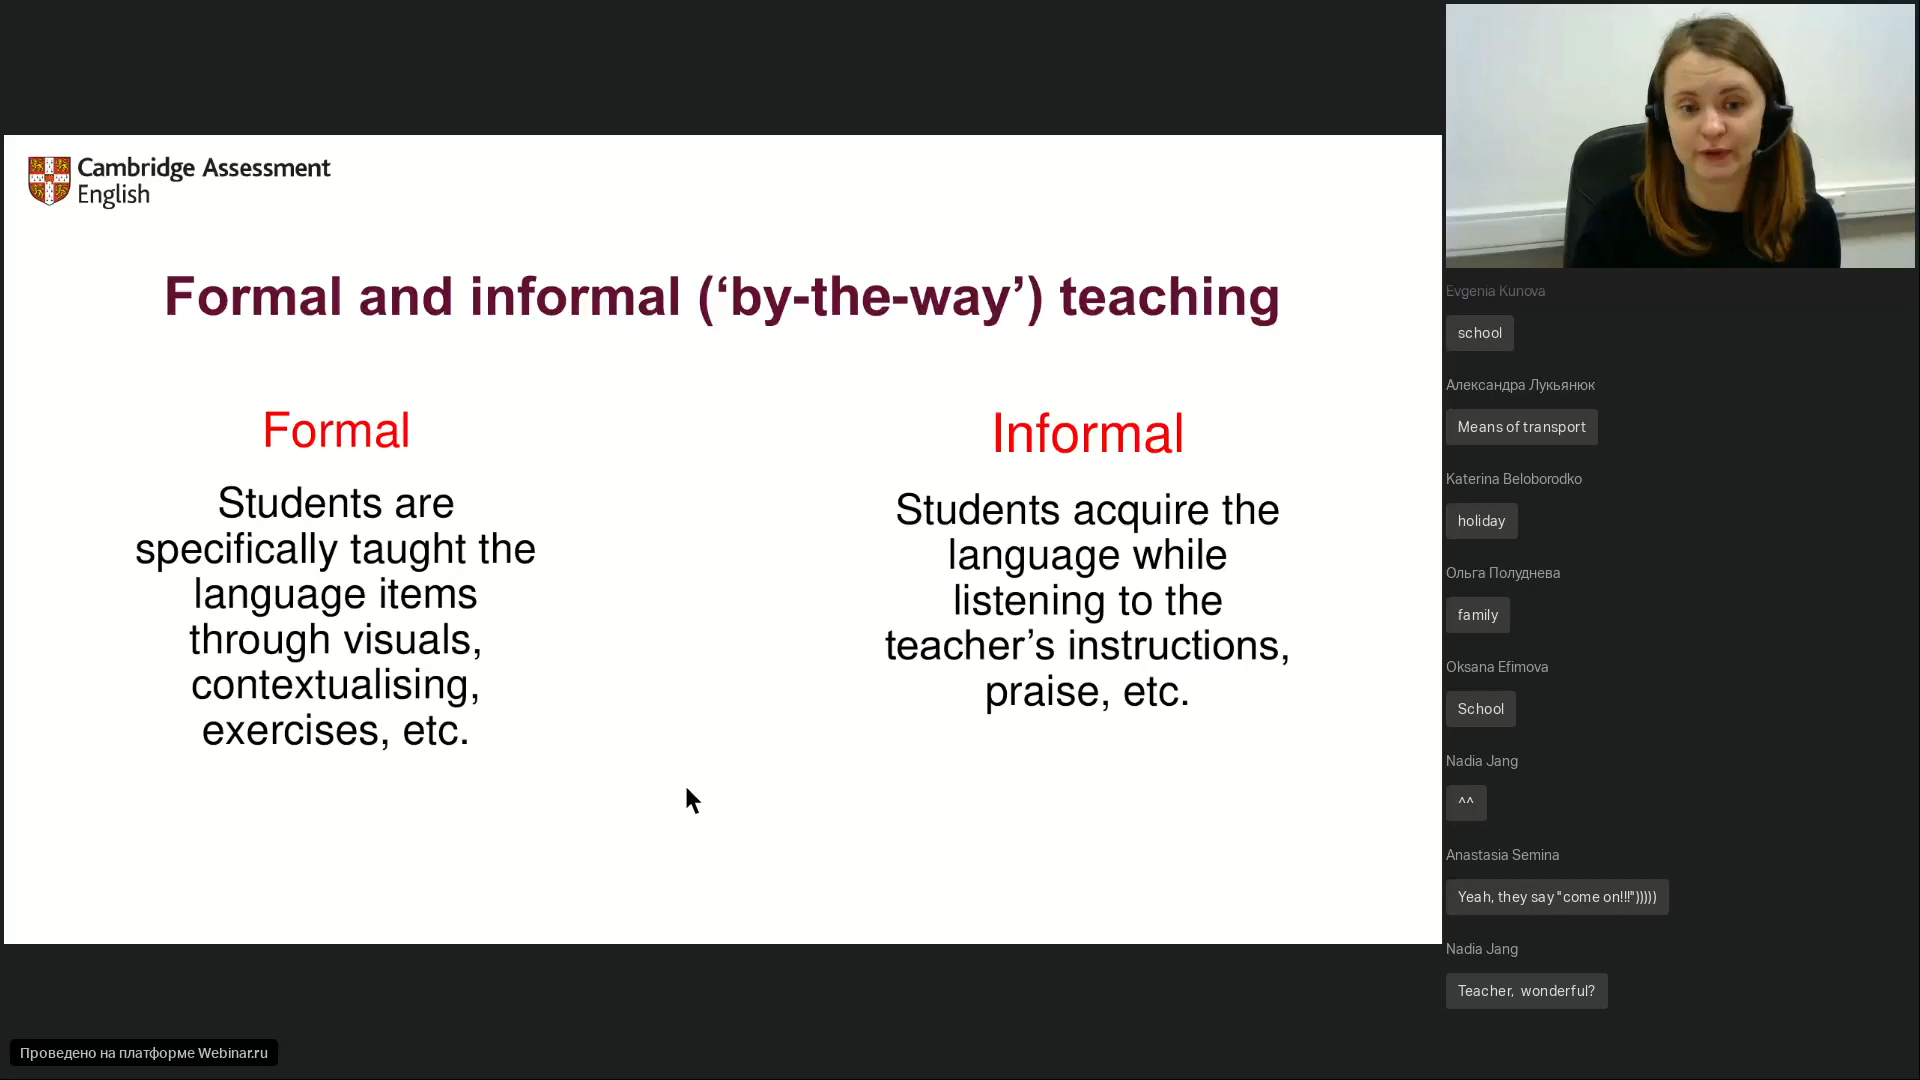 Cambridge Assessment
English
Formal and informal (‘by-the-way’) teaching
Formal
Students are
specifically taught the
language items
through visuals,
contextualising,
exercises, etc.
Informal
Students acquire the
language while
listening to the
teacher’s instructions,
praise, etc.
Evgenia Kunova
school
Александра Лукьянюк
Means of transport
Katerina Beloborodko
holiday
Ольга Полуднева
family
Oksana Efimova
School
Nadia Jang
^^
Anastasia Semina
Yeah, they say "come on!!!")))))
Nadia Jang
Teacher, wonderful?
Проведено на платформе Webinar.ru